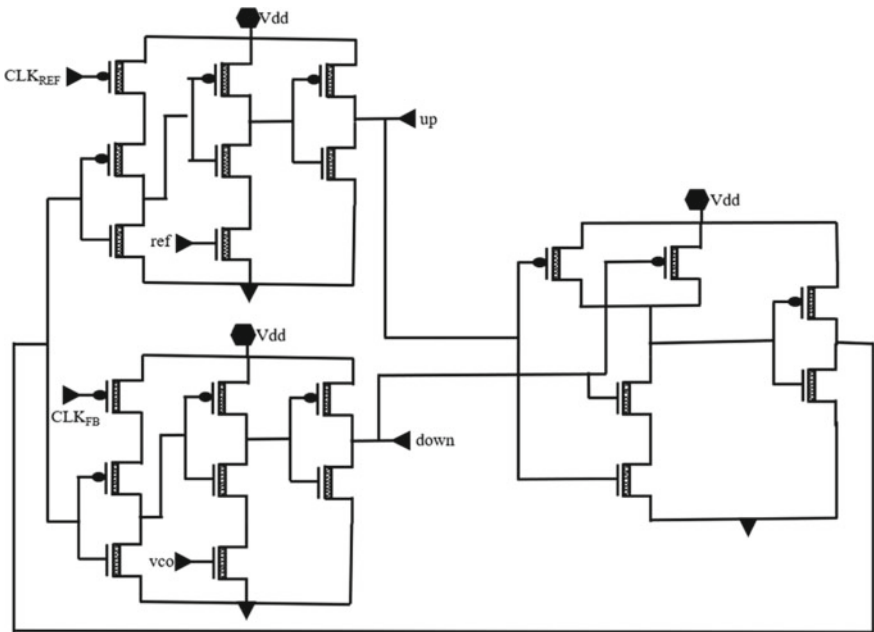 Vdd
CLKREF
up
ref
Vdd
Vdd
CLKFB
down
vco